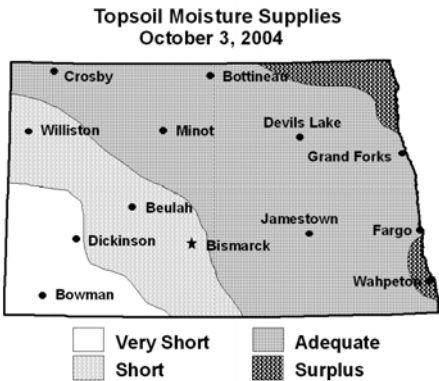 Topsoil Moisture Supplies
October 3, 2004
Crosby
Bottineau
Williston
Minot
Devils Lake
Grand Forks
Beulah
Jamestown
Fargo
Dickinson
Bismarck
Wahpeton
Bowman
Very Short
Adequate
Short
Surplus